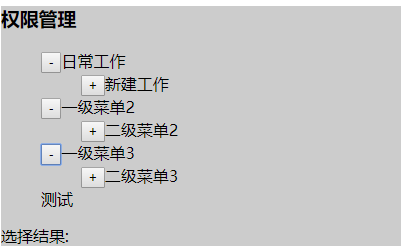 权限管理
- 日常工作
+ 新建工作
- 一级菜单2
+ 二级菜单2
- 一级菜单3
+ 二级菜单3
测试
选择结果: